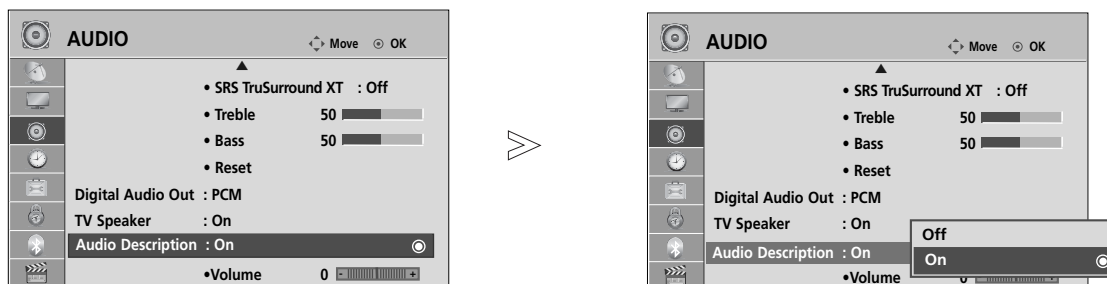 AUDIO
Move OK
• SRS TruSurround XT : Off
• Treble 50
• Bass 50
• Reset
Digital Audio Out : PCM
TV Speaker : On
Audio Description : On
•Volume 0 - +
AUDIO
Move OK
• SRS TruSurround XT : Off
• Treble 50
• Bass 50
• Reset
Digital Audio Out : PCM
TV Speaker : On
Audio Description : On
•Volume 0
Off
On